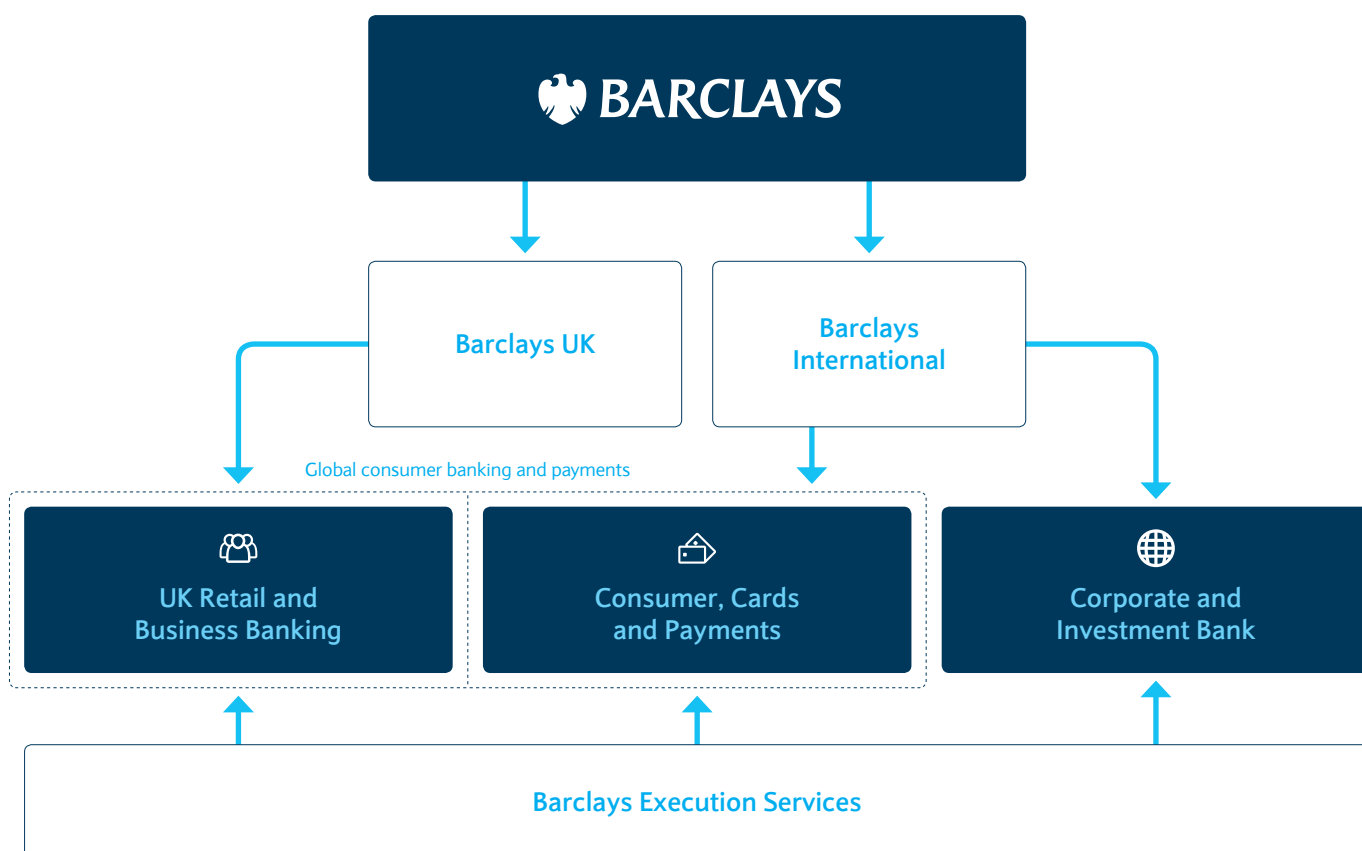 BARCLAYS
Barclays UK
Barclays
International
Global consumer banking and payments
UK Retail and
Business Banking
Consumer, Cards
and Payments
Corporate and
Investment Bank
Barclays Execution Services